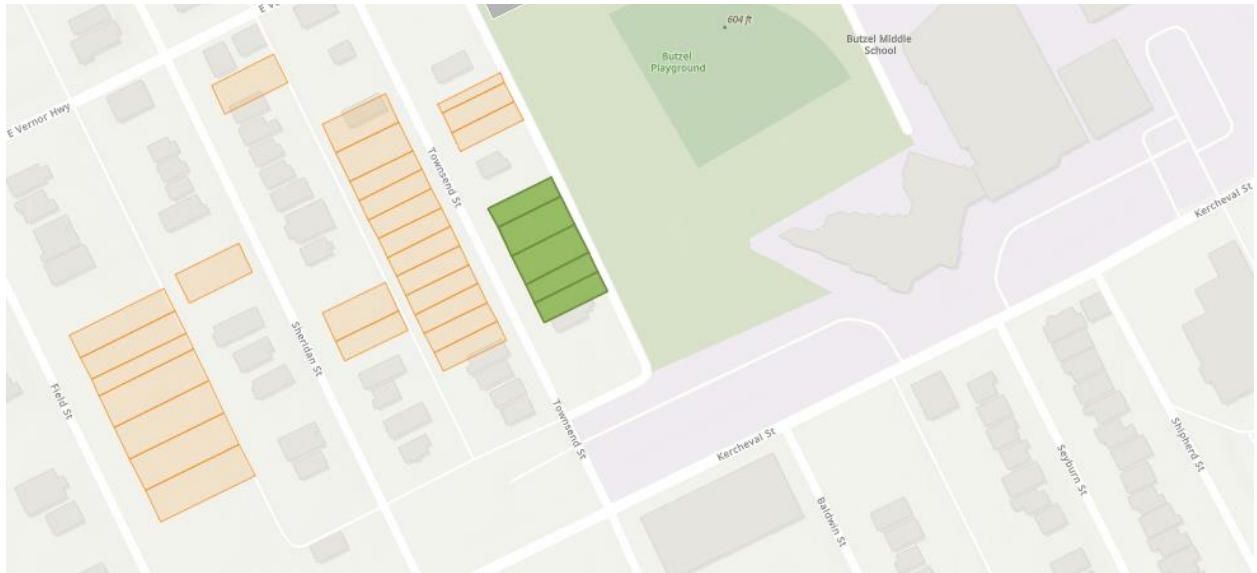 E V
604 ft
Butzel Middle
School
Butzel
Playground
E Vernor Hwy
Townsend St
Kercheval St
Sheridan St
Field St
Townsend St
Kercheval St
Baldwin St
Seyburn St
Shipherd St